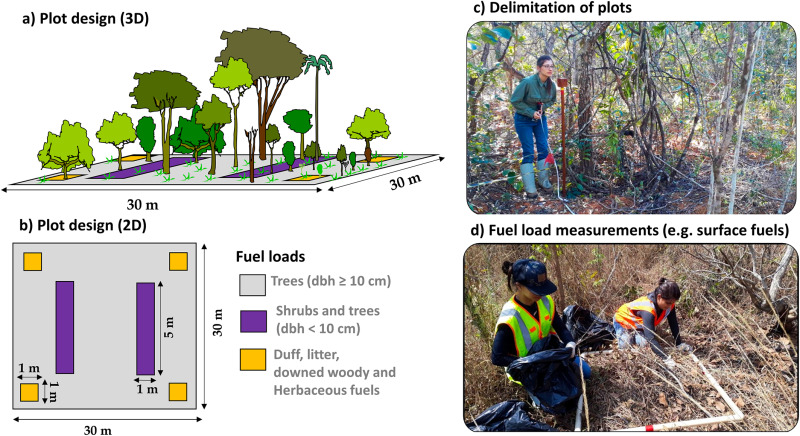 a) Plot design (3D)
30 m
30 m
b) Plot design (2D)
1 m
1 m
5 m
1 m
30 m
30 m
Fuel loads
Trees (dbh ≥ 10 cm)
Shrubs and trees
(dbh < 10 cm)
Duff, litter,
downed woody and
Herbaceous fuels
c) Delimitation of plots
d) Fuel load measurements (e.g. surface fuels)